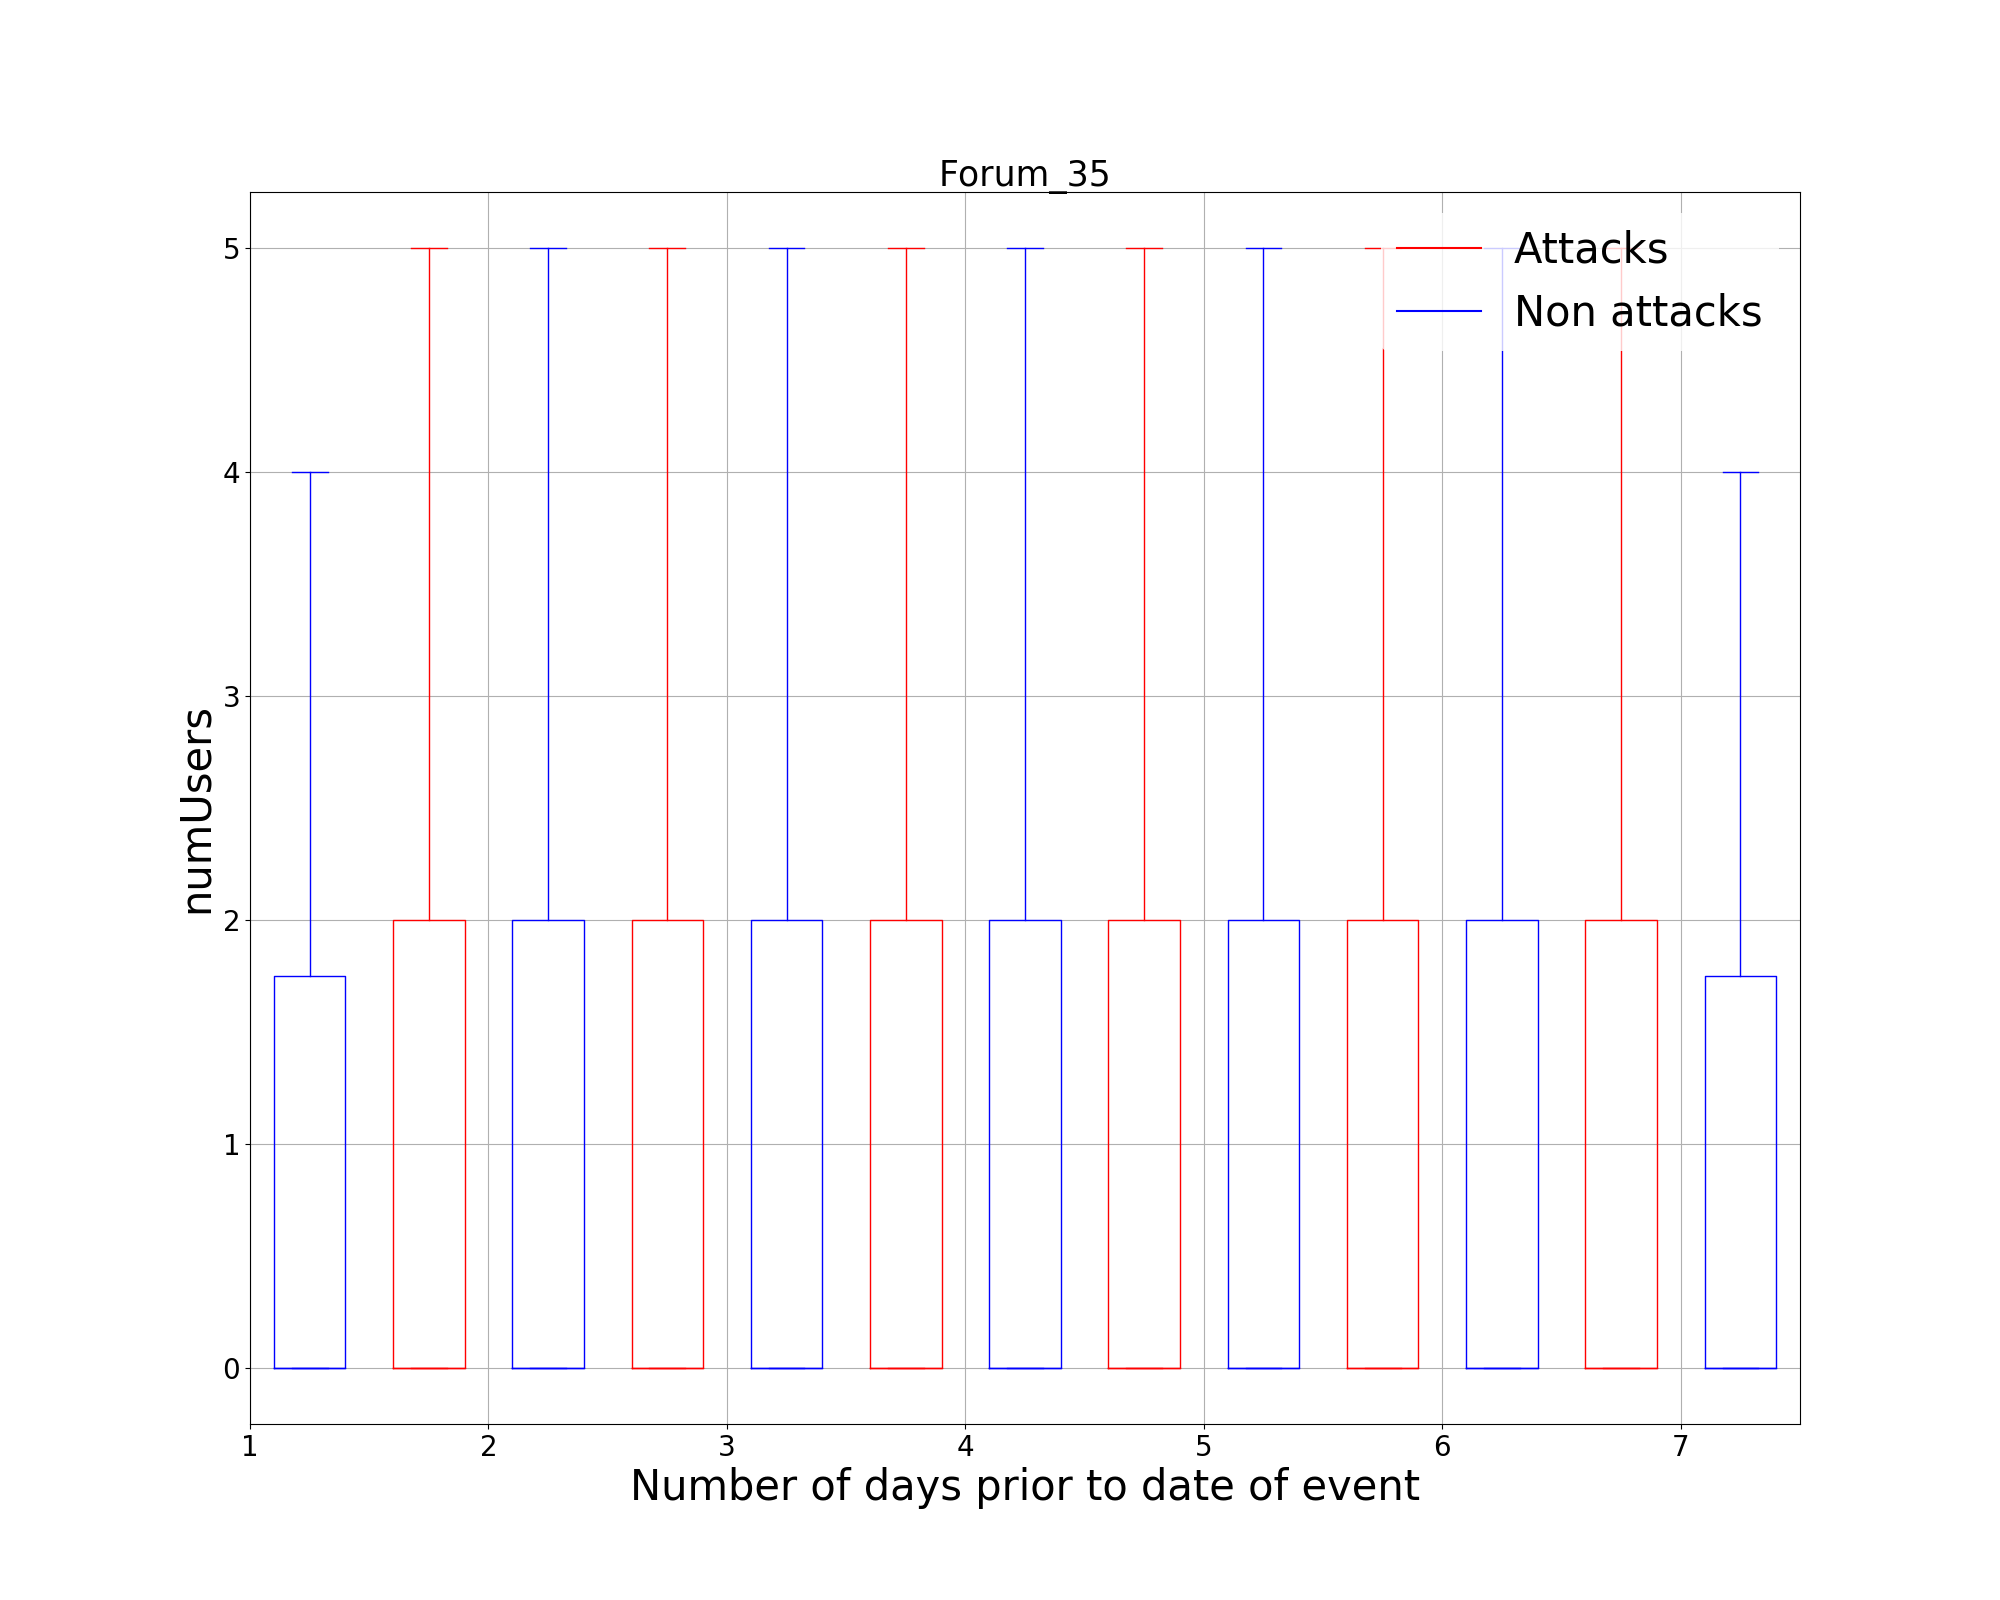 Forum_35
Attacks
Non attacks
5
4
3
2
1
0
numUsers
1 2 3 4 5 6 7
Number of days prior to date of event